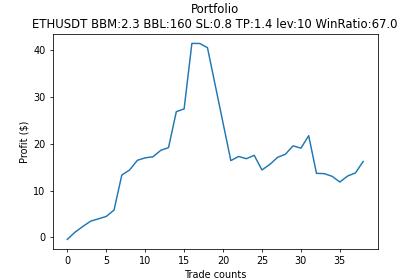 Portfolio
ETHUSDT BBM:2.3 BBL:160 SL:0.8 TP:1.4 lev:10 WinRatio:67.0
40
30
20
10
0
Profit ($)
0 5 10 15 20 25 30 35
Trade counts